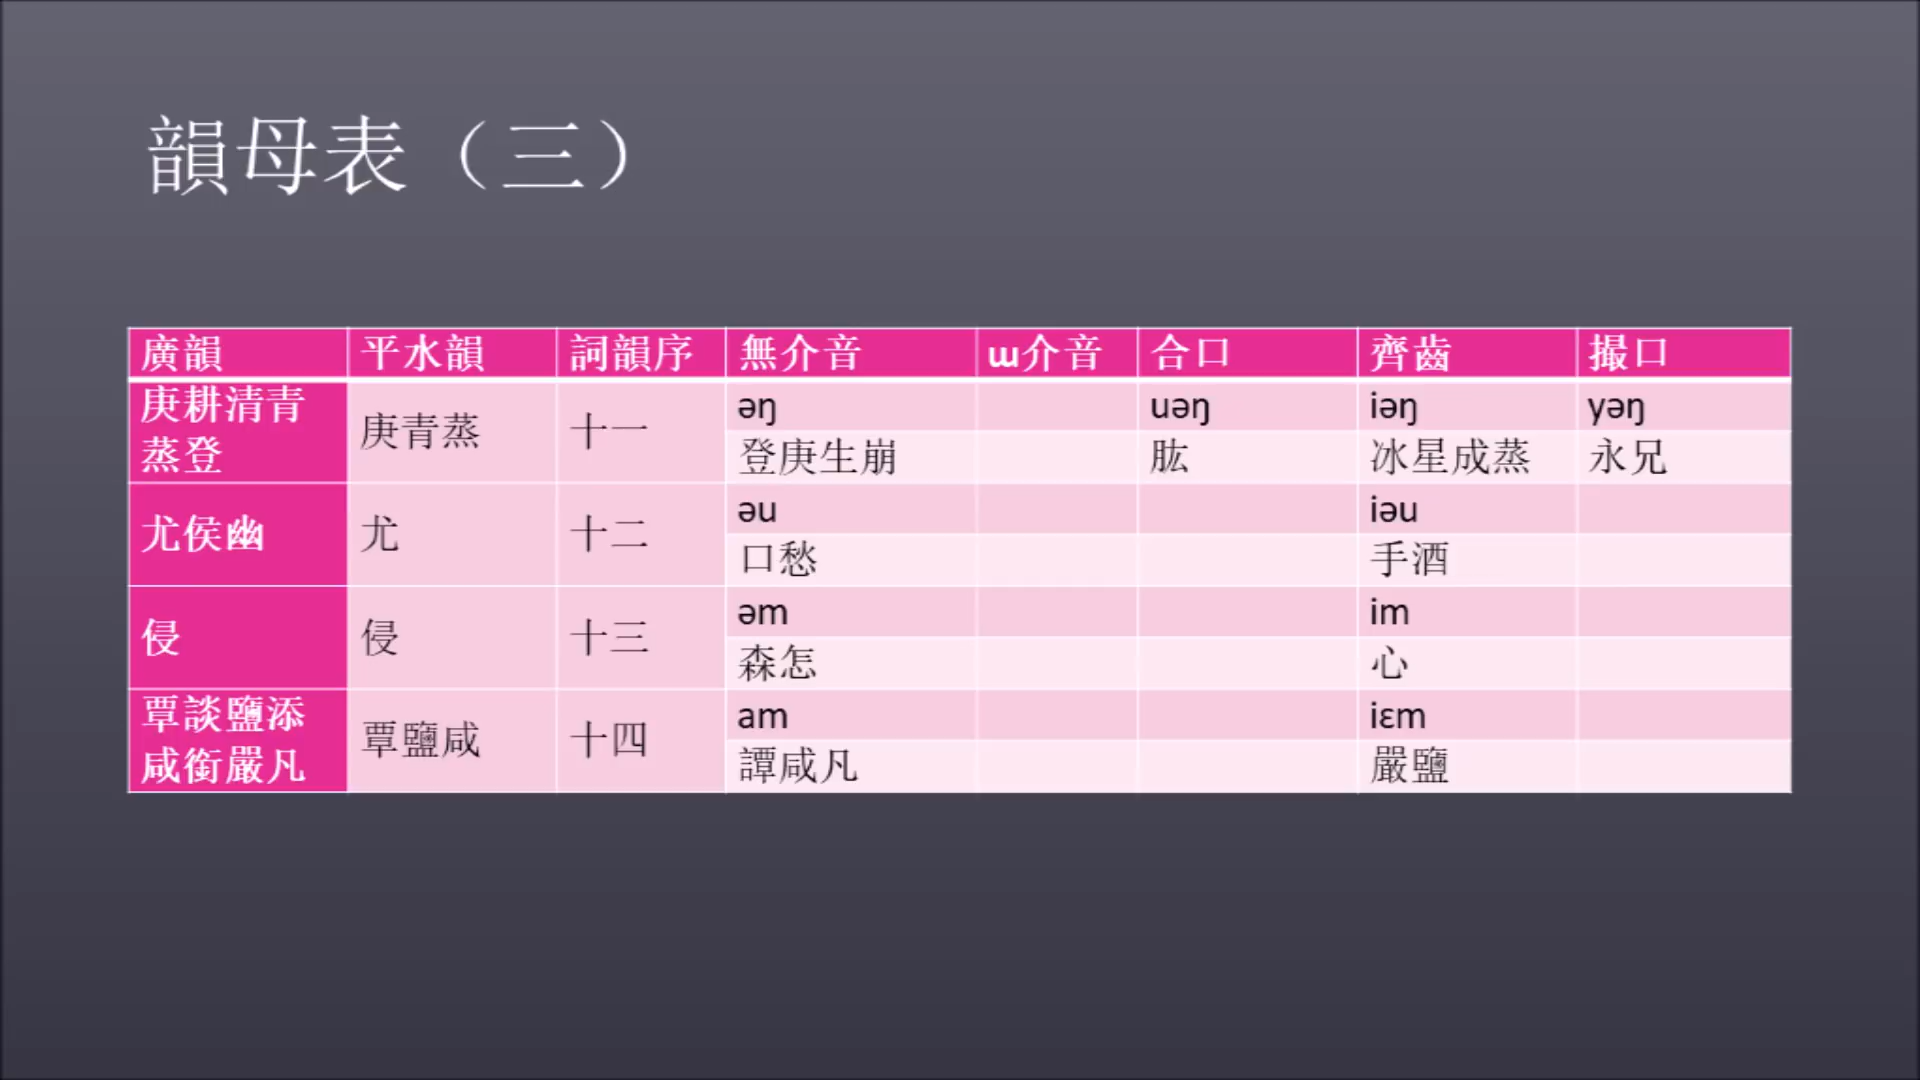 韻母表（三）
廣韻 平水韻 詞韻序 無介音 ɯ介音 合口 齊齒 撮口
庚耕清青蒸登 庚青蒸 十一 əŋ uəŋ iəŋ yəŋ
登庚生崩 肱 冰星成蒸 永兄
尤侯幽 尤 十二 əu iəu
口愁 手酒
侵 侵 十三 əm im
森怎 心
覃談鹽添咸銜嚴凡 覃鹽咸 十四 am iɛm
譚咸凡 嚴鹽